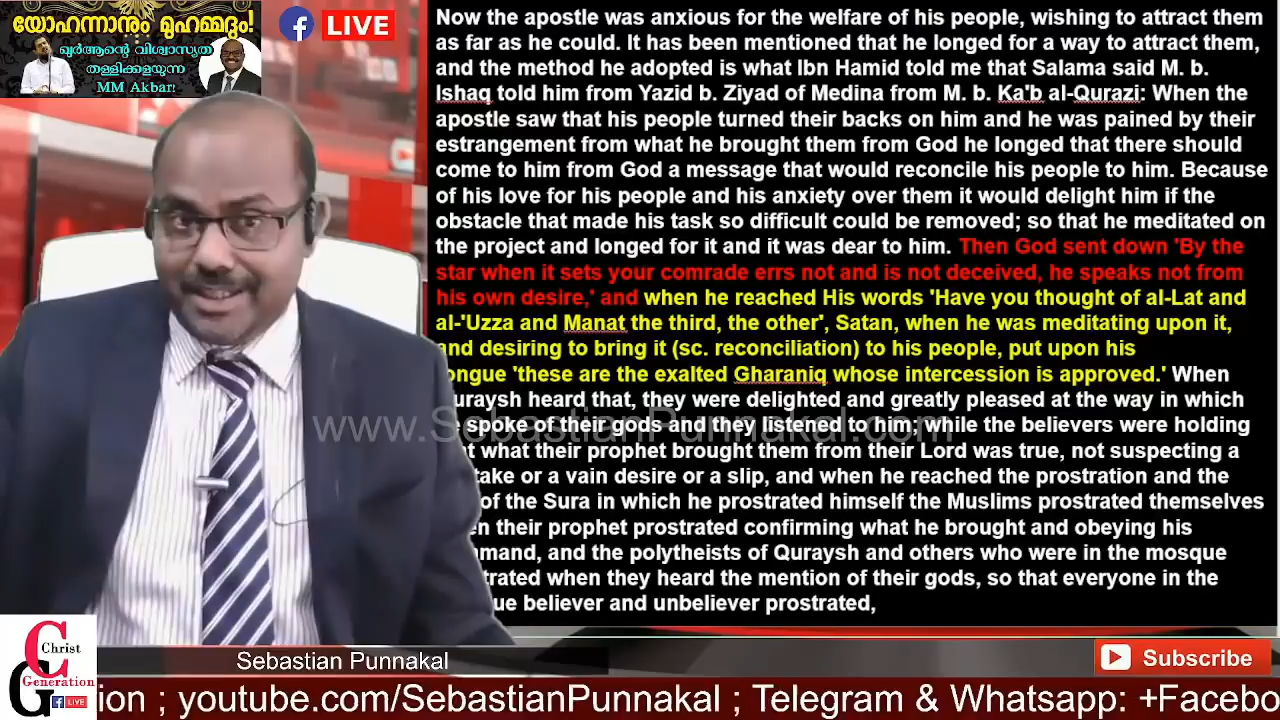 യോഹന്നാനും മുഹമ്മദും!
ഖുർആന്റെ വിശ്വാസ്യത
തള്ളിക്കളയുന്ന
MM Akbar!
LIVE
Now the apostle was anxious for the welfare of his people, wishing to attract them
as far as he could. It has been mentioned that he longed for a way to attract them,
and the method he adopted is what Ibn Hamid told me that Salama said M. b.
Ishaq told him from Yazid b. Ziyad of Medina from M. b. Ka'b al-Qurazi: When the
apostle saw that his people turned their backs on him and he was pained by their
estrangement from what he brought them from God he longed that there should
come to him from God a message that would reconcile his people to him. Because
of his love for his people and his anxiety over them it would delight him if the
obstacle that made his task so difficult could be removed; so that he meditated on
the project and longed for it and it was dear to him. Then God sent down 'By the
star when it sets your comrade errs not and is not deceived, he speaks not from
his own desire,' and when he reached His words 'Have you thought of al-Lat and
al-'Uzza and Manat the third, the other', Satan, when he was meditating upon it,
and desiring to bring it (sc. reconciliation) to his people, put upon his
ongue 'these are the exalted Gharaniq whose intercession is approved.' When
uraysh heard that, they were delighted and greatly pleased at the way in which
spoke of their gods and they listened to him; while the believers were holding
what their prophet brought them from their Lord was true, not suspecting a
take or a vain desire or a slip, and when he reached the prostration and the
of the Sura in which he prostrated himself the Muslims prostrated themselves
en their prophet prostrated confirming what he brought and obeying his
mmand, and the polytheists of Quraysh and others who were in the mosque
trated when they heard the mention of their gods, so that everyone in the
ue believer and unbeliever prostrated,
www.SebastianPunnakal.com
Christ
Generation
LIVE
Sebastian Punnakal
Subscribe
ion ; youtube.com/SebastianPunnakal ; Telegram & Whatsapp: +Facebo